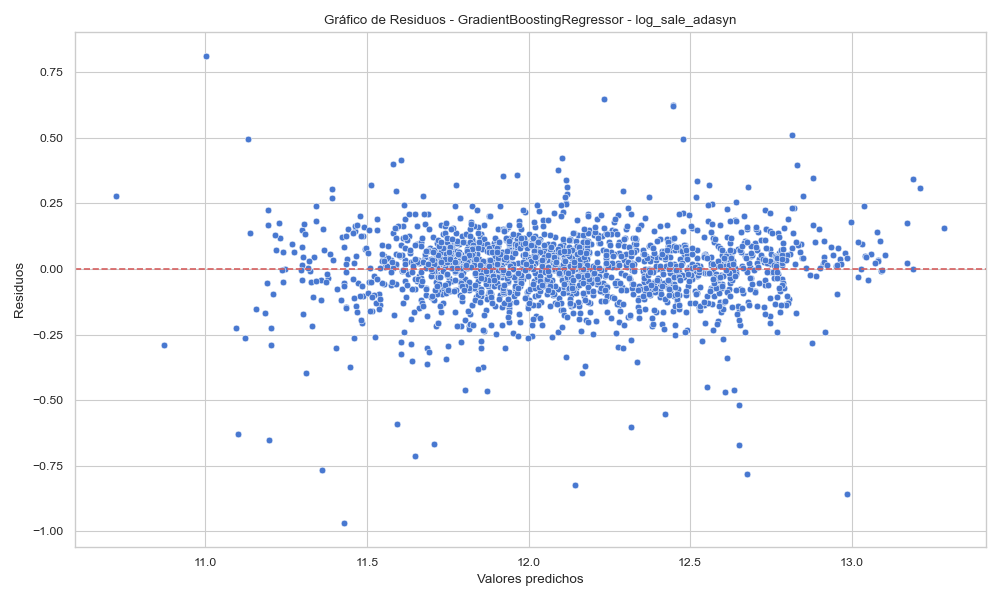 Gráfico de Residuos - GradientBoostingRegressor - log_sale_adasyn
0.75
0.50
0.25
0.00
−0.25
−0.50
−0.75
−1.00
Residuos
11.0 11.5 12.0 12.5 13.0
Valores predichos